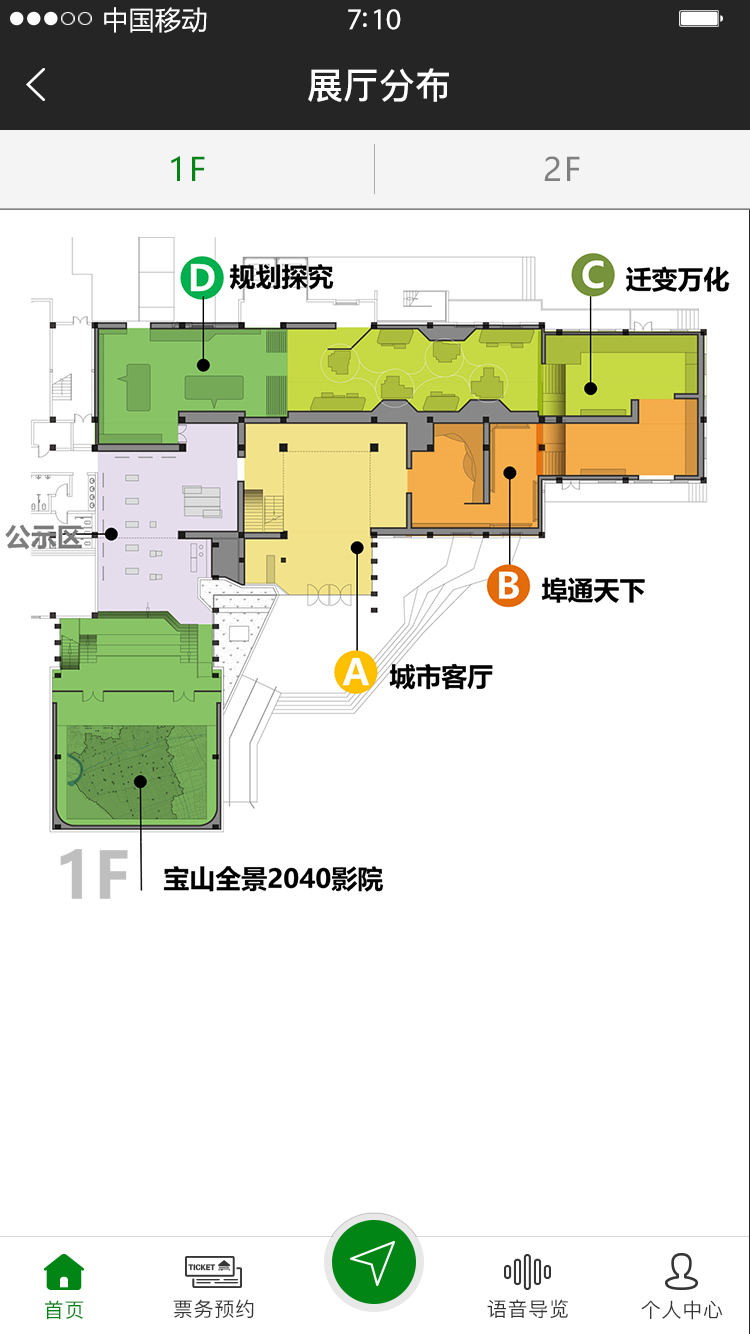 中国移动
7:10
展厅分布
1F
2F
D 规划探究
C 迁变万化
公示区
B 埠通天下
A 城市客厅
1F
宝山全景2040影院
TICKET
首页
票务预约
语音导览
个人中心